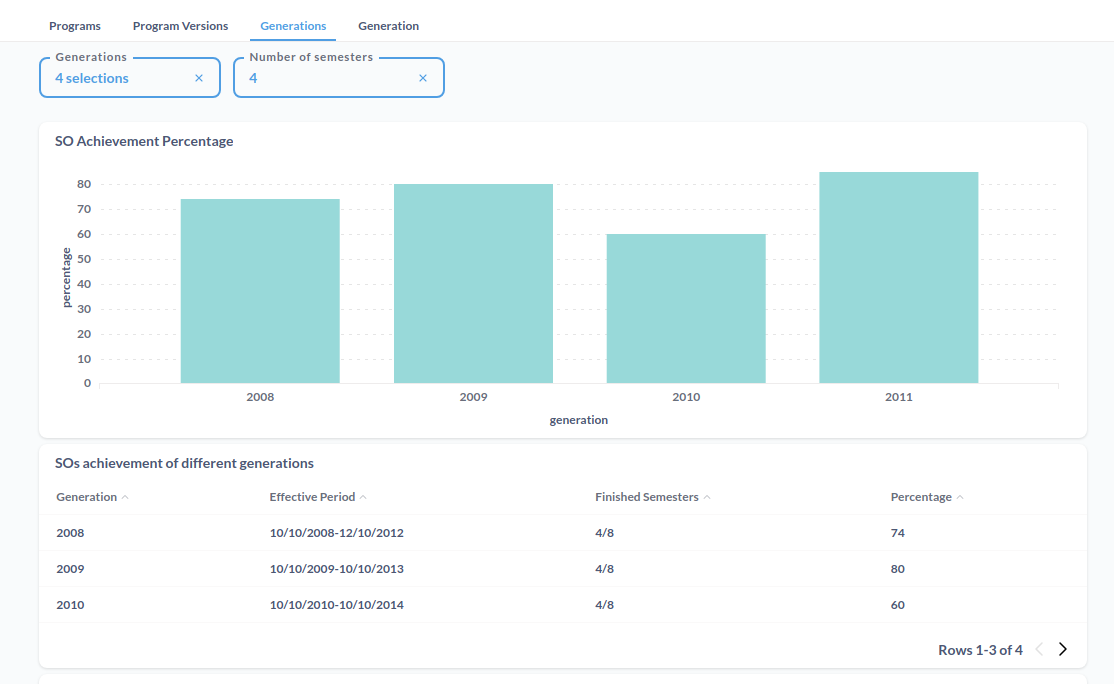 Programs Program Versions Generations Generation
Generations Number of semesters
4 selections × 4 ×
SO Achievement Percentage
80
70
60
50
40
30
20
10
0
percentage
2008 2009 2010 2011
generation
SOs achievement of different generations
Generation Effective Period Finished Semesters Percentage
2008 10/10/2008-12/10/2012 4/8 74
2009 10/10/2009-10/10/2013 4/8 80
2010 10/10/2010-10/10/2014 4/8 60
Rows 1-3 of 4